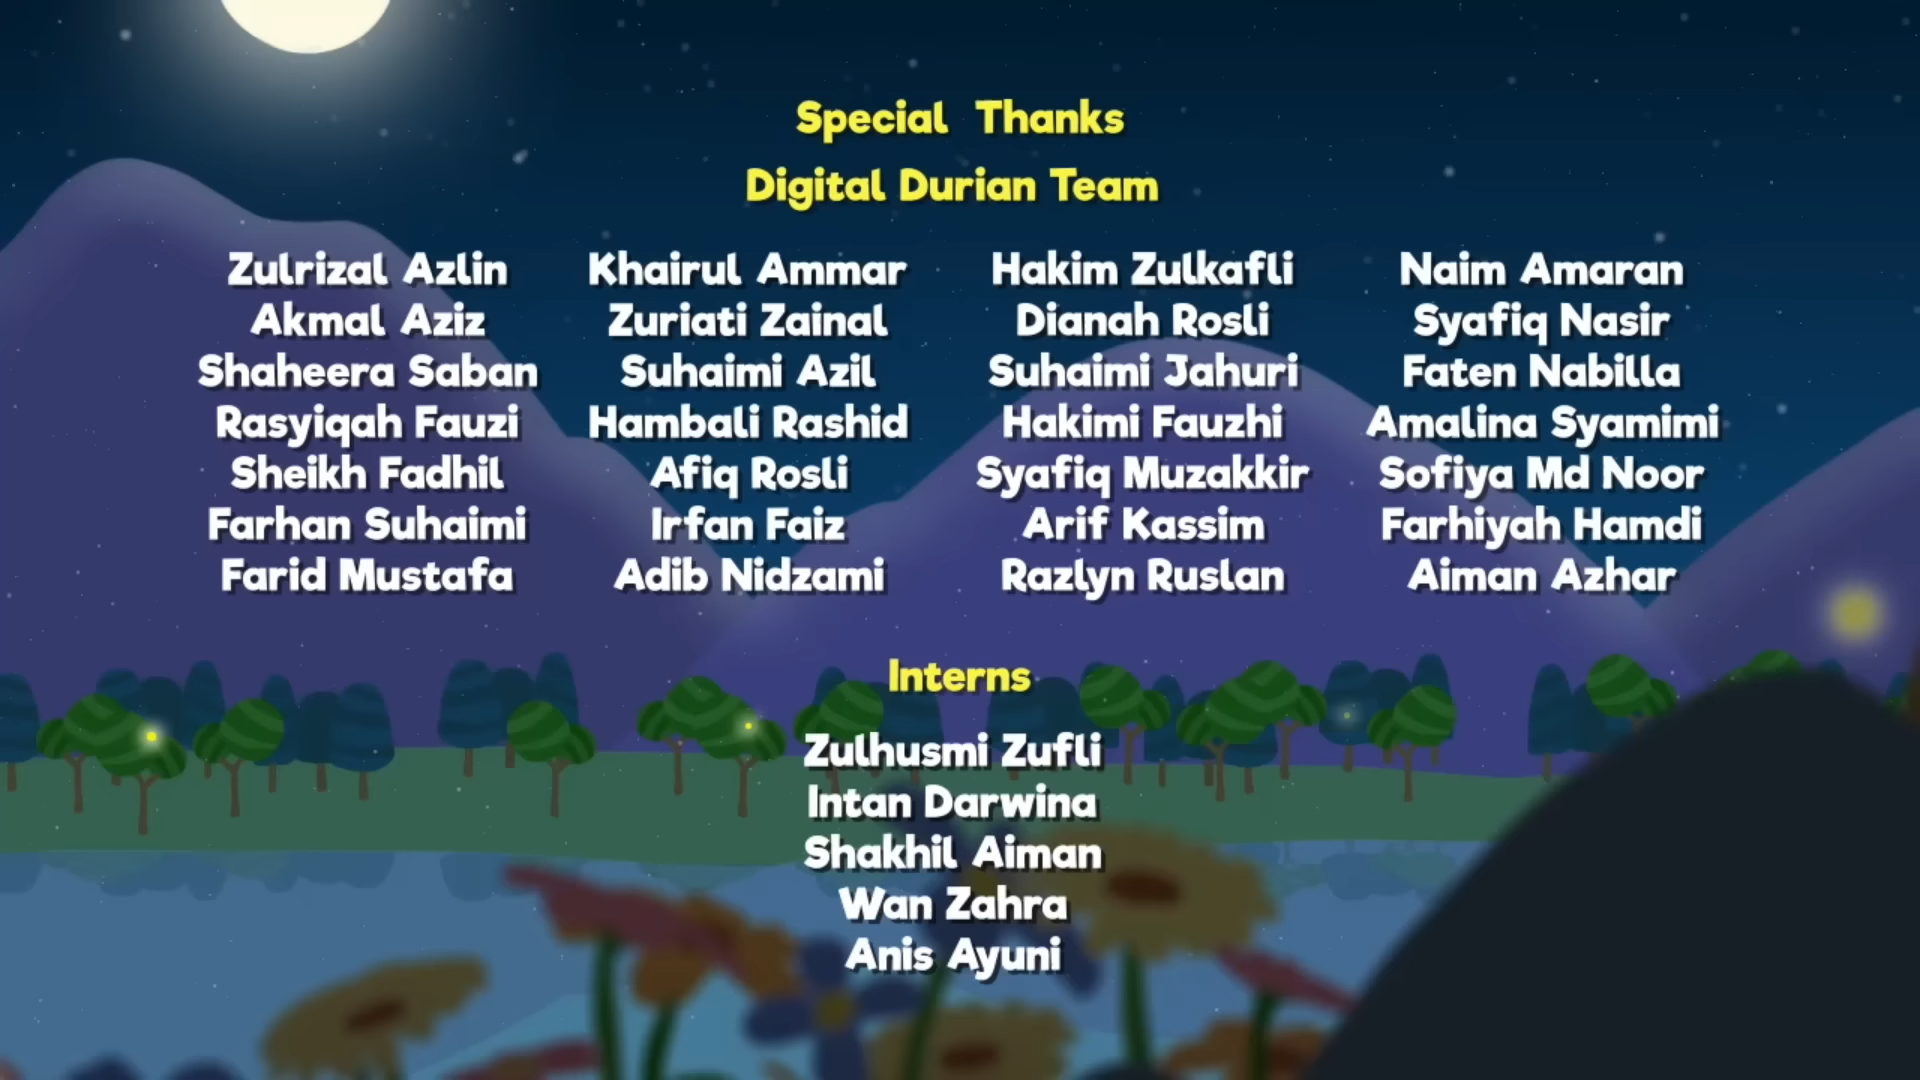 Special Thanks
Digital Durian Team
Zulrizal Azlin Khairul Ammar Hakim Zulkafli Naim Amaran
Akmal Aziz Zuriati Zainal Dianah Rosli Syafiq Nasir
Shaheera Saban Suhaimi Azil Suhaimi Jahuri Faten Nabilla
Rasyiqah Fauzi Hambali Rashid Hakimi Fauzhi Amalina Syamimi
Sheikh Fadhil Afiq Rosli Syafiq Muzakkir Sofiya Md Noor
Farhan Suhaimi Irfan Faiz Arif Kassim Farhiyah Hamdi
Farid Mustafa Adib Nidzami Razlyn Ruslan Aiman Azhar
Interns
Zulhusmi Zufli
Intan Darwina
Shakhil Aiman
Wan Zahra
Anis Ayuni